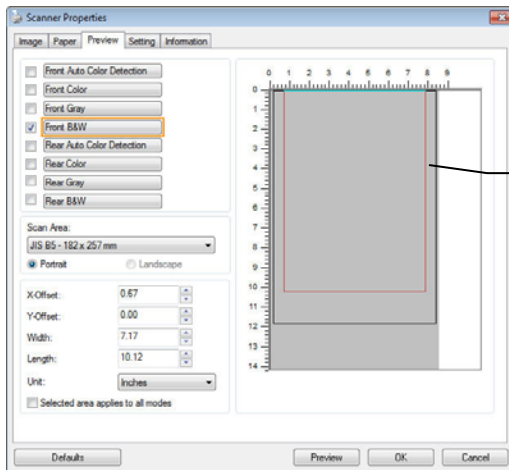 Scanner Properties
Image Paper Preview Setting Information
Front Auto Color Detection
Front Color
Front Gray
Front B&W
Rear Auto Color Detection
Rear Color
Rear Gray
Rear B&W
Scan Area:
JIS B5 - 182 x 257 mm
Portrait Landscape
X-Offset: 0.67
Y-Offset: 0.00
Width: 7.17
Length: 10.12
Unit: Inches
Selected area applies to all modes
0 1 2 3 4 5 6 7 8 9
0
1
2
3
4
5
6
7
8
9
10
11
12
13
14
Defaults Preview OK Cancel